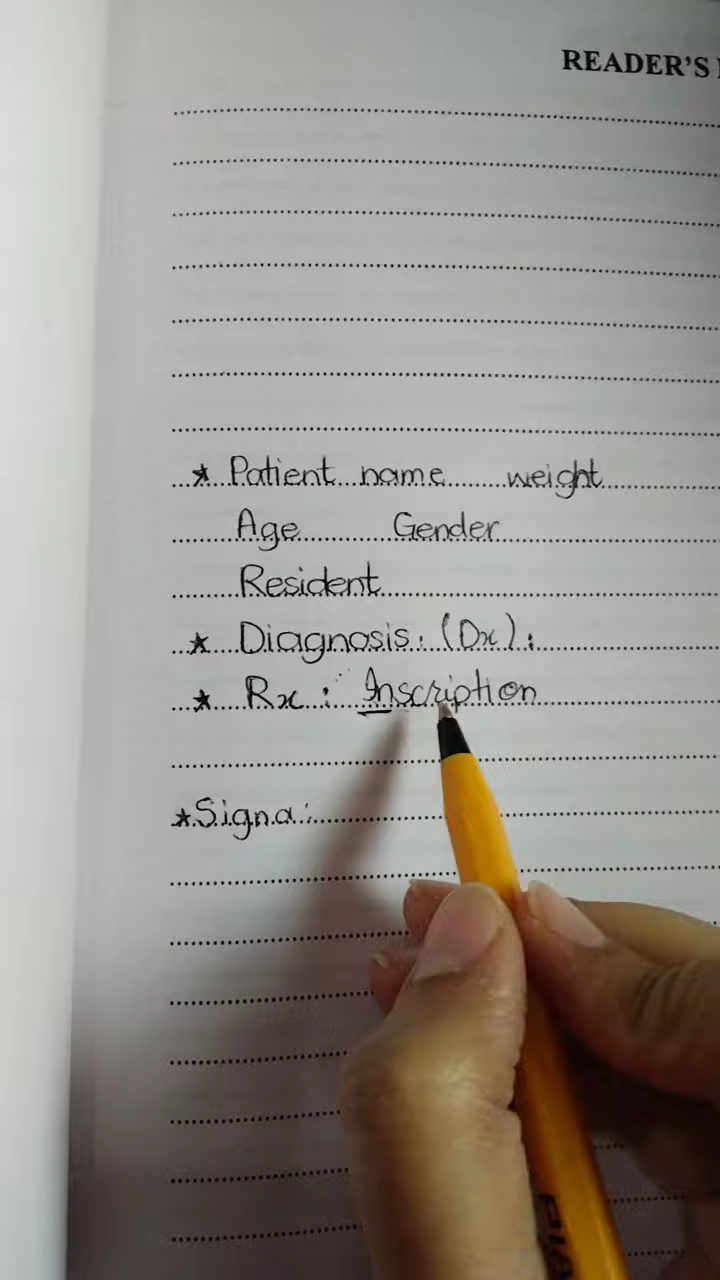 READER'S
* Patient name weight
Age Gender
Resident
* Diagnosis: (Dx):
* Rx: Inscription
* Signa: